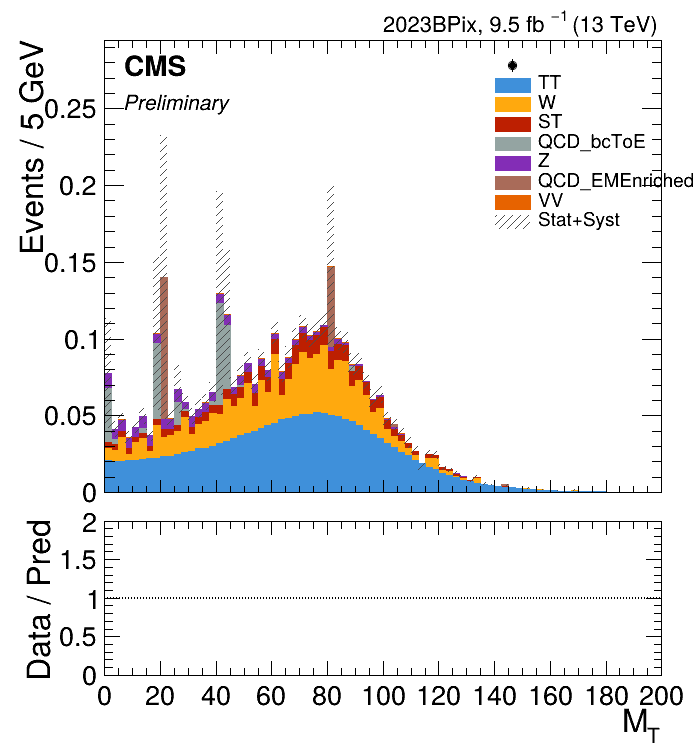 2023BPix, 9.5 fb⁻¹ (13 TeV)
CMS
Preliminary
Events / 5 GeV
0.25
0.2
0.15
0.1
0.05
0
TT
W
ST
QCD_bcToE
Z
QCD_EMEnriched
VV
Stat+Syst
Data / Pred
2
1.5
1
0.5
0
0 20 40 60 80 100 120 140 160 180 200
M_T